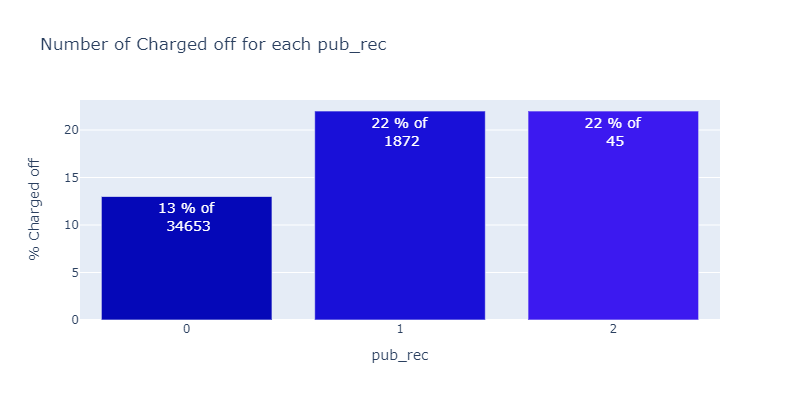 Number of Charged off for each pub_rec
% Charged off
20
15
10
5
0
22 % of
1872
22 % of
45
13 % of
34653
0
1
2
pub_rec